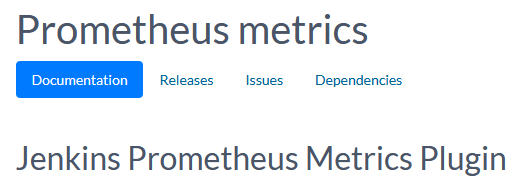 Prometheus metrics
Documentation Releases Issues Dependencies
Jenkins Prometheus Metrics Plugin